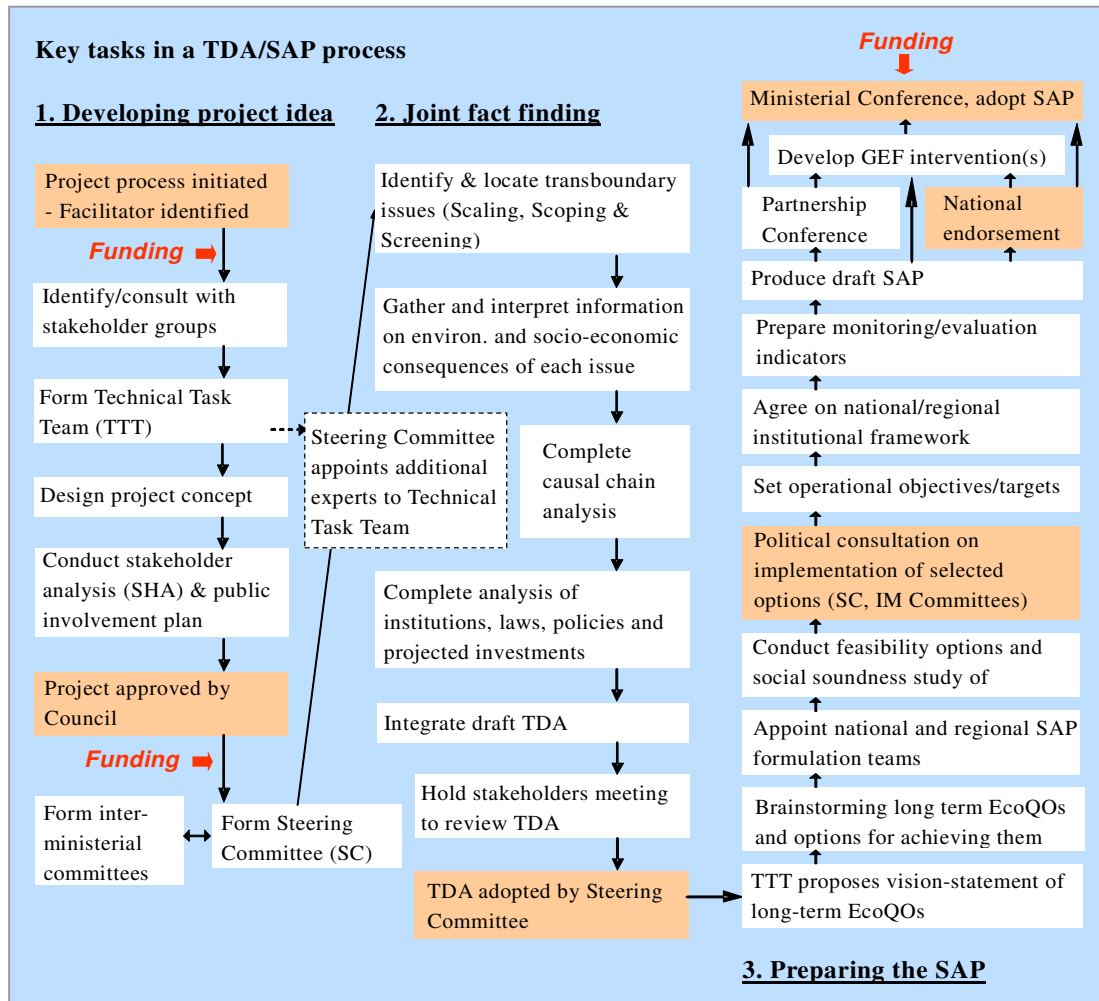 Key tasks in a TDA/SAP process
1. Developing project idea
Project process initiated
- Facilitator identified
Funding
Identify/consult with
stakeholder groups
Form Technical Task
Team (TTT)
Design project concept
Conduct stakeholder
analysis (SHA) & public
involvement plan
Project approved by
Council
Funding
Form inter-
ministerial
committees
Form Steering
Committee (SC)
Steering Committee
appoints additional
experts to Technical
Task Team
2. Joint fact finding
Identify & locate transboundary
issues (Scaling, Scoping &
Screening)
Gather and interpret information
on environ. and socio-economic
consequences of each issue
Complete
causal chain
analysis
Complete analysis of
institutions, laws, policies and
projected investments
Integrate draft TDA
Hold stakeholders meeting
to review TDA
TDA adopted by Steering
Committee
Funding
Ministerial Conference, adopt SAP
Develop GEF intervention(s)
Partnership
Conference
National
endorsement
Produce draft SAP
Prepare monitoring/evaluation
indicators
Agree on national/regional
institutional framework
Set operational objectives/targets
Political consultation on
implementation of selected
options (SC, IM Committees)
Conduct feasibility options and
social soundness study of
Appoint national and regional SAP
formulation teams
Brainstorming long term EcoQOs
and options for achieving them
TTT proposes vision-statement of
long-term EcoQOs
3. Preparing the SAP